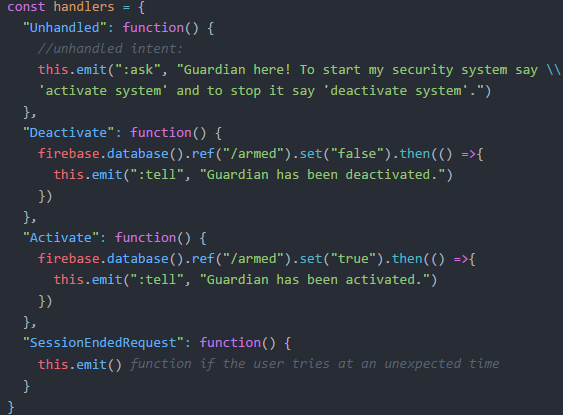 const handlers = {
"Unhandled": function() {
//unhandled intent:
this.emit(":ask", "Guardian here! To start my security system say \\
'activate system' and to stop it say 'deactivate system'.")
},
"Deactivate": function() {
firebase.database().ref("/armed").set("false").then(() =>{
this.emit(":tell", "Guardian has been deactivated.")
})
},
"Activate": function() {
firebase.database().ref("/armed").set("true").then(() =>{
this.emit(":tell", "Guardian has been activated.")
})
},
"SessionEndedRequest": function() {
this.emit() function if the user tries at an unexpected time
}
}